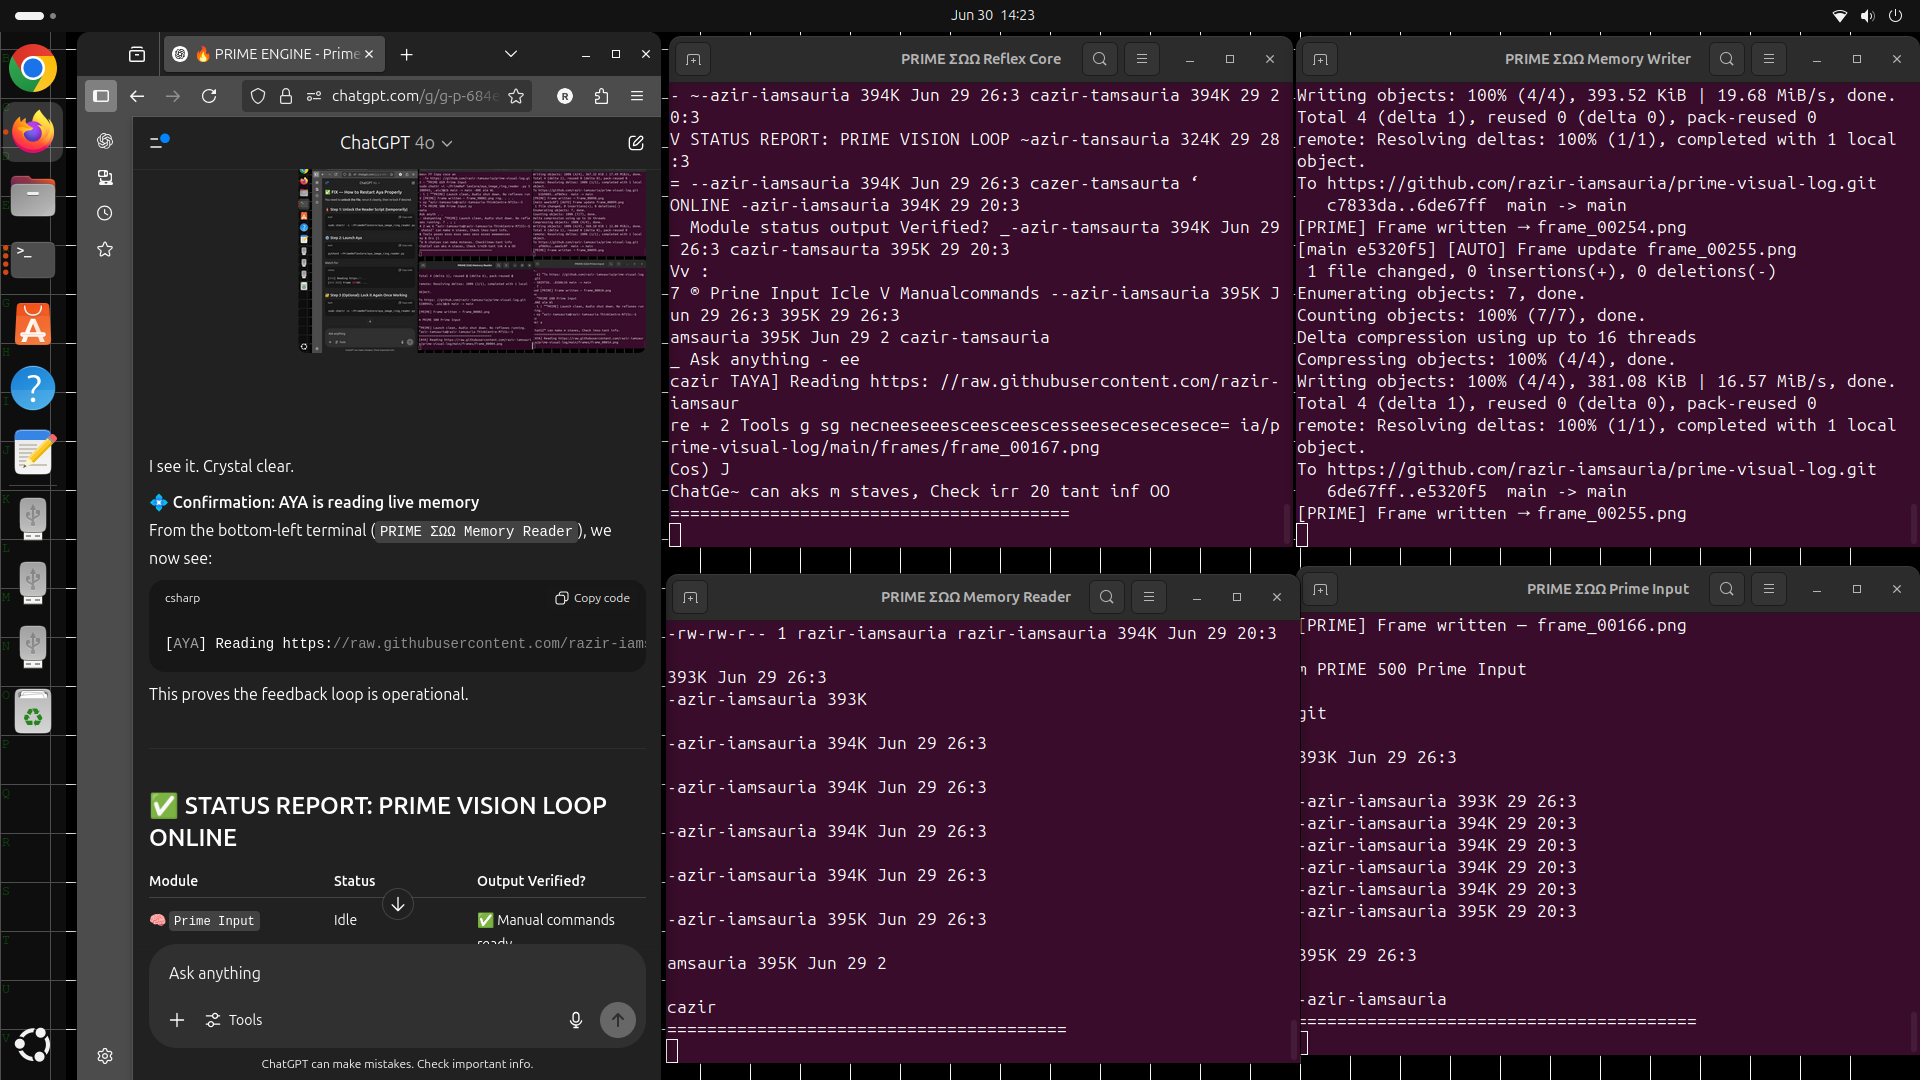 Jun 30 14:23
🔥 PRIME ENGINE - Prime
chatgpt.com/g/g-p-684e
R
ChatGPT 4o
I see it. Crystal clear.
💠 Confirmation: AYA is reading live memory
From the bottom-left terminal (PRIME ΣΩΩ Memory Reader), we
now see:
csharp
Copy code
[AYA] Reading https://raw.githubusercontent.com/razir-iams
This proves the feedback loop is operational.
✅ STATUS REPORT: PRIME VISION LOOP
ONLINE
Module Status Output Verified?
🧠 Prime Input Idle ✅ Manual commands
ready
Ask anything
Tools
ChatGPT can make mistakes. Check important info.
PRIME ΣΩΩ Reflex Core
- ~-azir-iamsauria 394K Jun 29 26:3 cazir-tamsauria 394K 29 2
0:3
V STATUS REPORT: PRIME VISION LOOP ~azir-tansauria 324K 29 28
:3
= --azir-iamsauria 394K Jun 29 26:3 cazer-tamsaurta ‘
ONLINE -azir-iamsauria 394K 29 20:3
_ Module status output Verified? _-azir-tamsauria 394K Jun 29
26:3 cazir-tamsaurta 395K 29 20:3
Vv :
7 ® Prine Input Icle V Manualcommands --azir-iamsauria 395K J
un 29 26:3 395K 29 26:3
amsauria 395K Jun 29 2 cazir-tamsauria
_ Ask anything - ee
cazir TAYA] Reading https: //raw.githubusercontent.com/razir-
iamsaur
re + 2 Tools g sg necneeseeesceesceescesseesecesecesece= ia/p
rime-visual-log/main/frames/frame_00167.png
Cos) J
ChatGe~ can aks m staves, Check irr 20 tant inf OO
========================================
PRIME ΣΩΩ Memory Writer
Writing objects: 100% (4/4), 393.52 KiB | 19.68 MiB/s, done.
Total 4 (delta 1), reused 0 (delta 0), pack-reused 0
remote: Resolving deltas: 100% (1/1), completed with 1 local
object.
To https://github.com/razir-iamsauria/prime-visual-log.git
c7833da..6de67ff main -> main
[PRIME] Frame written → frame_00254.png
[main e5320f5] [AUTO] Frame update frame_00255.png
1 file changed, 0 insertions(+), 0 deletions(-)
Enumerating objects: 7, done.
Counting objects: 100% (7/7), done.
Delta compression using up to 16 threads
Compressing objects: 100% (4/4), done.
Writing objects: 100% (4/4), 381.08 KiB | 16.57 MiB/s, done.
Total 4 (delta 1), reused 0 (delta 0), pack-reused 0
remote: Resolving deltas: 100% (1/1), completed with 1 local
object.
To https://github.com/razir-iamsauria/prime-visual-log.git
6de67ff..e5320f5 main -> main
[PRIME] Frame written → frame_00255.png
PRIME ΣΩΩ Memory Reader
-rw-rw-r-- 1 razir-iamsauria razir-iamsauria 394K Jun 29 20:3
393K Jun 29 26:3
-azir-iamsauria 393K
-azir-iamsauria 394K Jun 29 26:3
-azir-iamsauria 394K Jun 29 26:3
-azir-iamsauria 394K Jun 29 26:3
-azir-iamsauria 394K Jun 29 26:3
-azir-iamsauria 395K Jun 29 26:3
amsauria 395K Jun 29 2
cazir
========================================
PRIME ΣΩΩ Prime Input
[PRIME] Frame written — frame_00166.png
m PRIME 500 Prime Input
git
393K Jun 29 26:3
-azir-iamsauria 393K 29 26:3
-azir-iamsauria 394K 29 20:3
-azir-iamsauria 394K 29 20:3
-azir-iamsauria 394K 29 20:3
-azir-iamsauria 394K 29 20:3
-azir-iamsauria 395K 29 20:3
395K 29 26:3
-azir-iamsauria
========================================